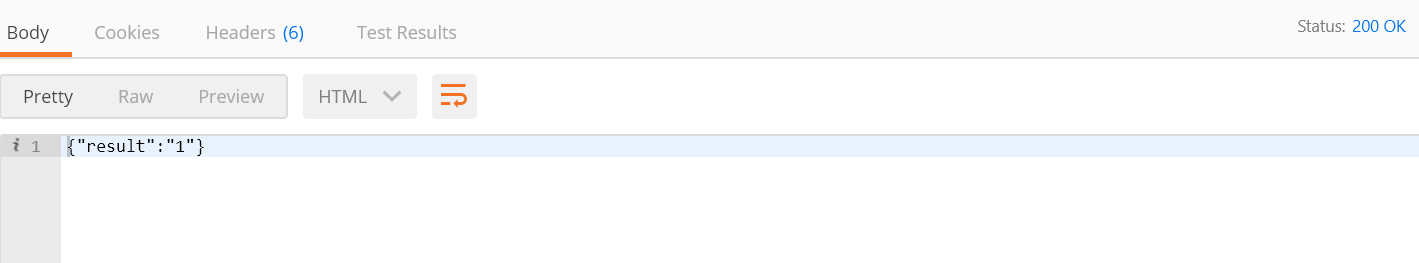 Body Cookies Headers (6) Test Results Status: 200 OK
Pretty Raw Preview HTML
i 1 {"result":"1"}